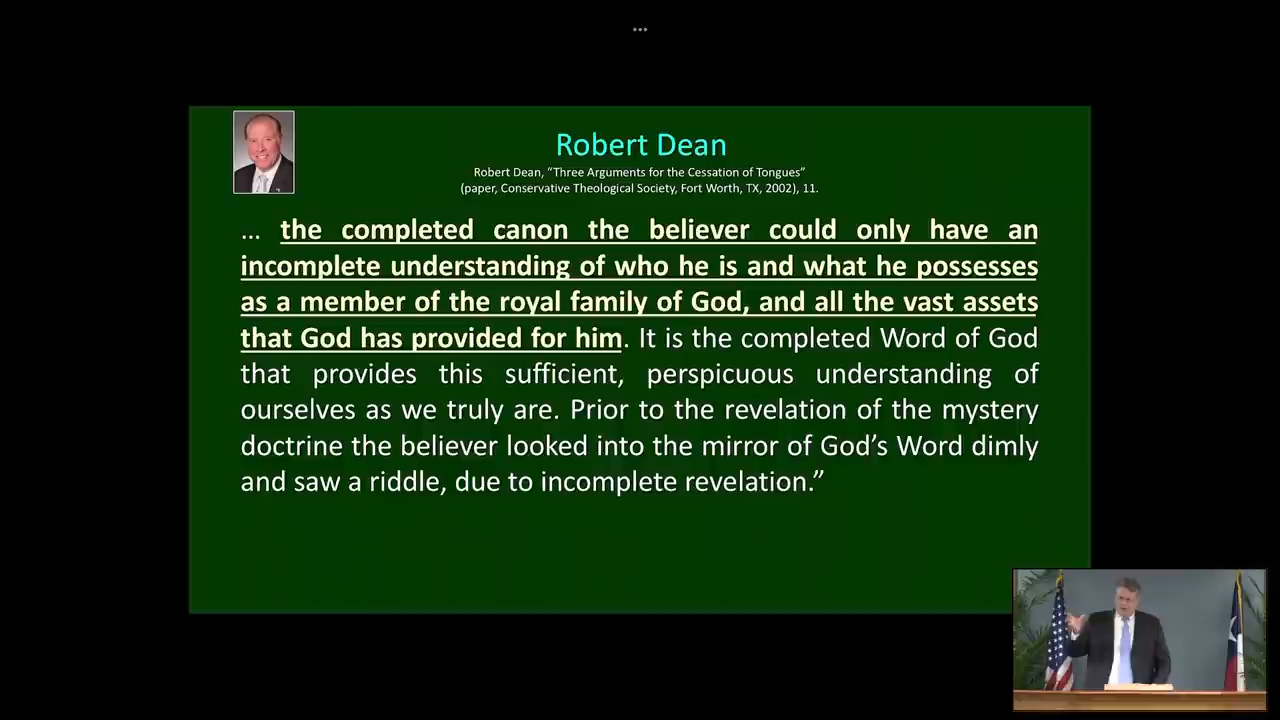 Robert Dean
Robert Dean, “Three Arguments for the Cessation of Tongues”
(paper, Conservative Theological Society, Fort Worth, TX, 2002), 11.
... the completed canon the believer could only have an
incomplete understanding of who he is and what he possesses
as a member of the royal family of God, and all the vast assets
that God has provided for him. It is the completed Word of God
that provides this sufficient, perspicuous understanding of
ourselves as we truly are. Prior to the revelation of the mystery
doctrine the believer looked into the mirror of God’s Word dimly
and saw a riddle, due to incomplete revelation.”